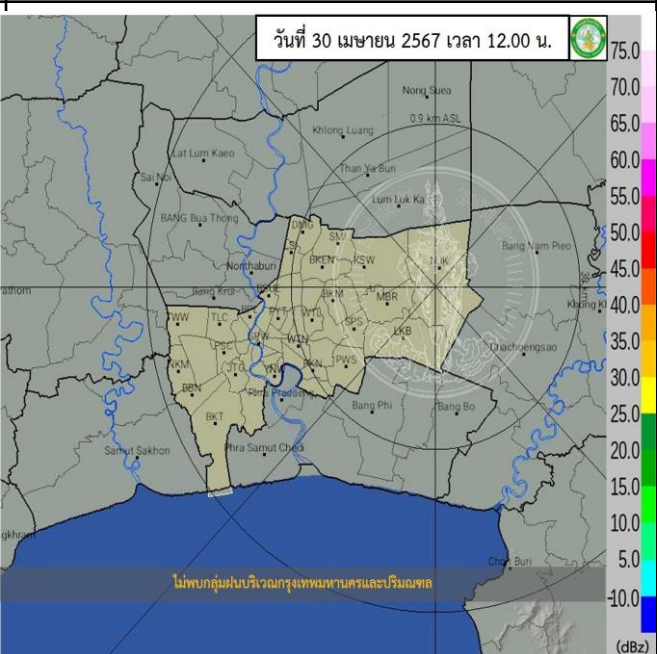 วันที่ 30 เมษายน 2567 เวลา 12.00 น.
75.0
70.0
65.0
60.0
55.0
50.0
45.0
40.0
35.0
30.0
25.0
20.0
15.0
10.0
5.0
-10.0
(dBz)
Nong Suea
0.9 km ASL
Khlong Luang
Lat Lum Kaeo
Than Ya Buri
Sai Noi
Lum Luk Ka
BANG Bua Thong
DMG
SMI
Bang Nam Pieo
BKEN
KSW
NJK
Northaburi
BKM
MBR
TWW
TLC
PYT
WTL
SPS
LKB
Chachoengsao
PSC
WTN
NKM
JTG
YNW
PKN
PWS
BBN
Phra Pradaeng
BKT
Bang Phi
Bang Bo
Samut Sakhon
Phra Samut Chedi
Chon Buri
ไม่พบกลุ่มฝนบริเวณกรุงเทพมหานครและปริมณฑล